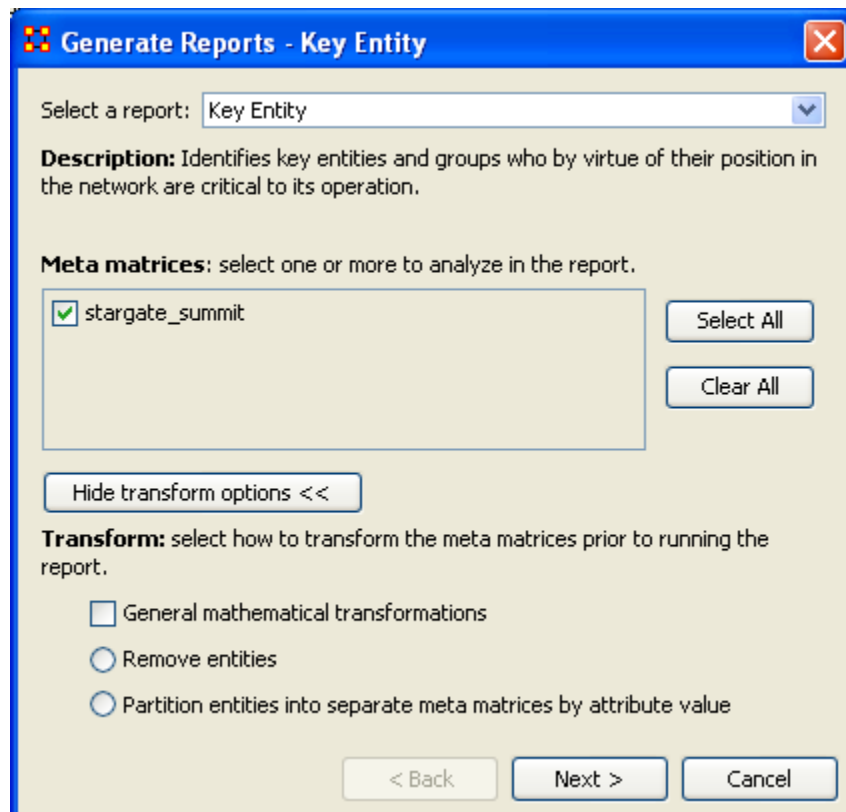 Generate Reports - Key Entity
Select a report: Key Entity
Description: Identifies key entities and groups who by virtue of their position in
the network are critical to its operation.
Meta matrices: select one or more to analyze in the report.
stargate_summit
Select All
Clear All
Hide transform options <<
Transform: select how to transform the meta matrices prior to running the
report.
General mathematical transformations
Remove entities
Partition entities into separate meta matrices by attribute value
< Back Next > Cancel